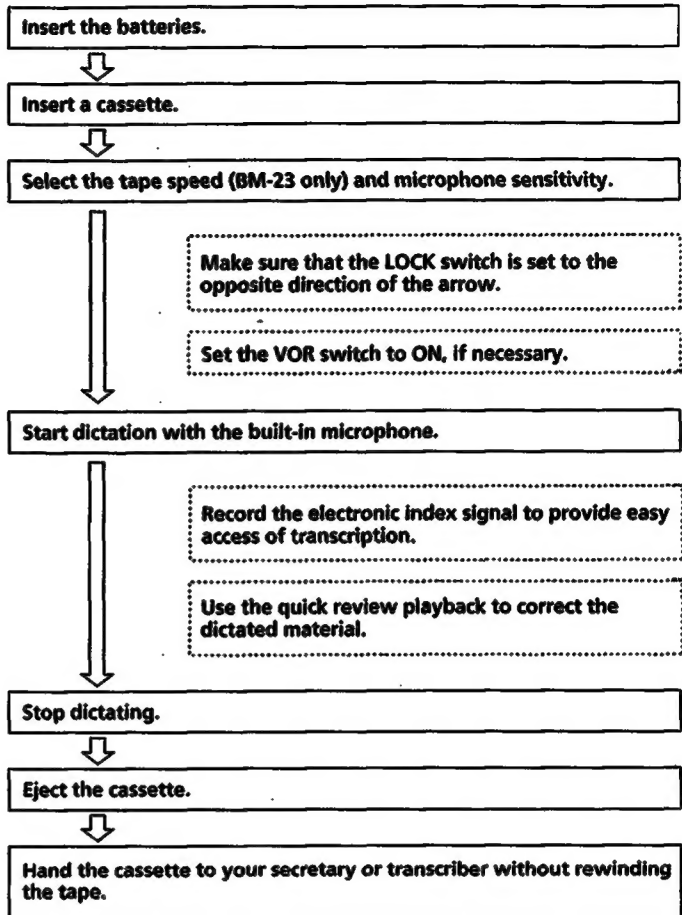 Insert the batteries.
Insert a cassette.
Select the tape speed (BM-23 only) and microphone sensitivity.
Make sure that the LOCK switch is set to the
opposite direction of the arrow.
Set the VOR switch to ON, if necessary.
Start dictation with the built-in microphone.
Record the electronic index signal to provide easy
access of transcription.
Use the quick review playback to correct the
dictated material.
Stop dictating.
Eject the cassette.
Hand the cassette to your secretary or transcriber without rewinding
the tape.